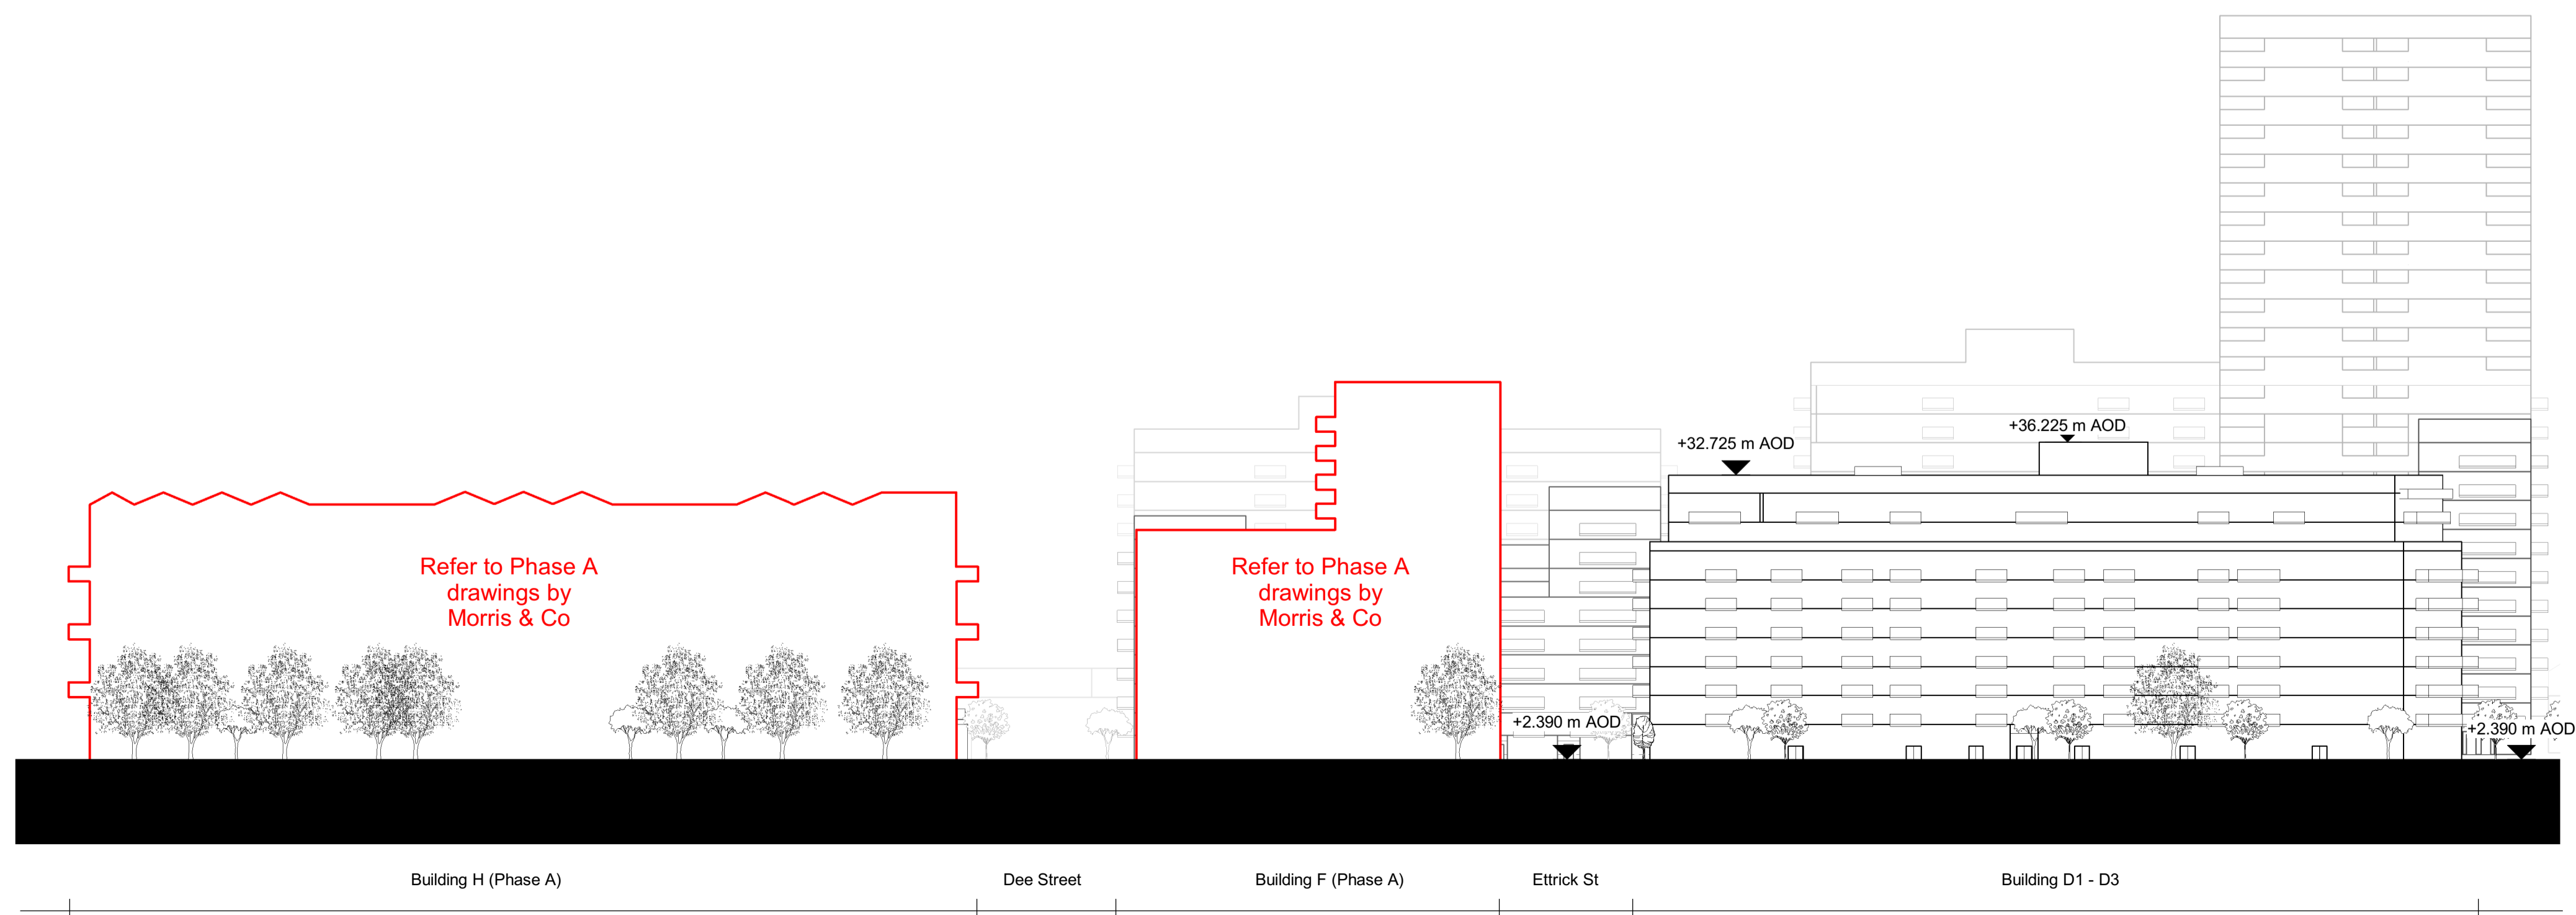 +36.225 m AOD
+32.725 m AOD
Refer to Phase A
drawings by
Morris & Co
Refer to Phase A
drawings by
Morris & Co
+2.390 m AOD
+2.390 m AOD
Building H (Phase A)
Dee Street
Building F (Phase A)
Ettrick St
Building D1 - D3